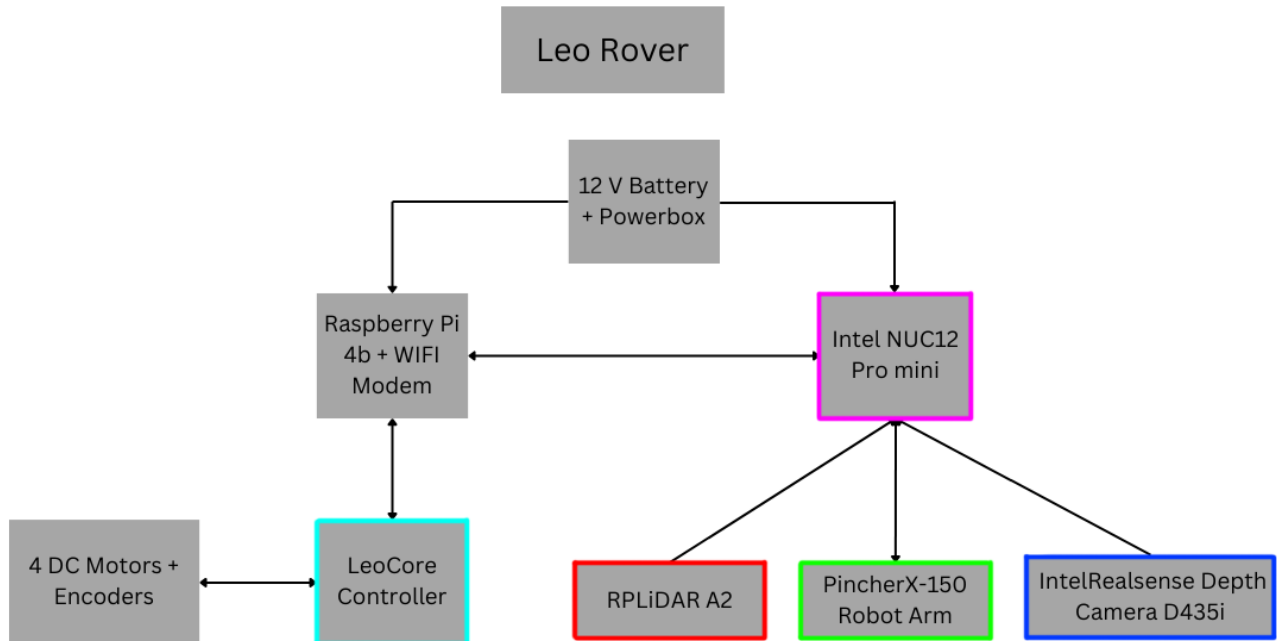 Leo Rover
12 V Battery
+ Powerbox
Raspberry Pi
4b + WIFI
Modem
Intel NUC12
Pro mini
4 DC Motors +
Encoders
LeoCore
Controller
RPLiDAR A2
PincherX-150
Robot Arm
IntelRealsense Depth
Camera D435i